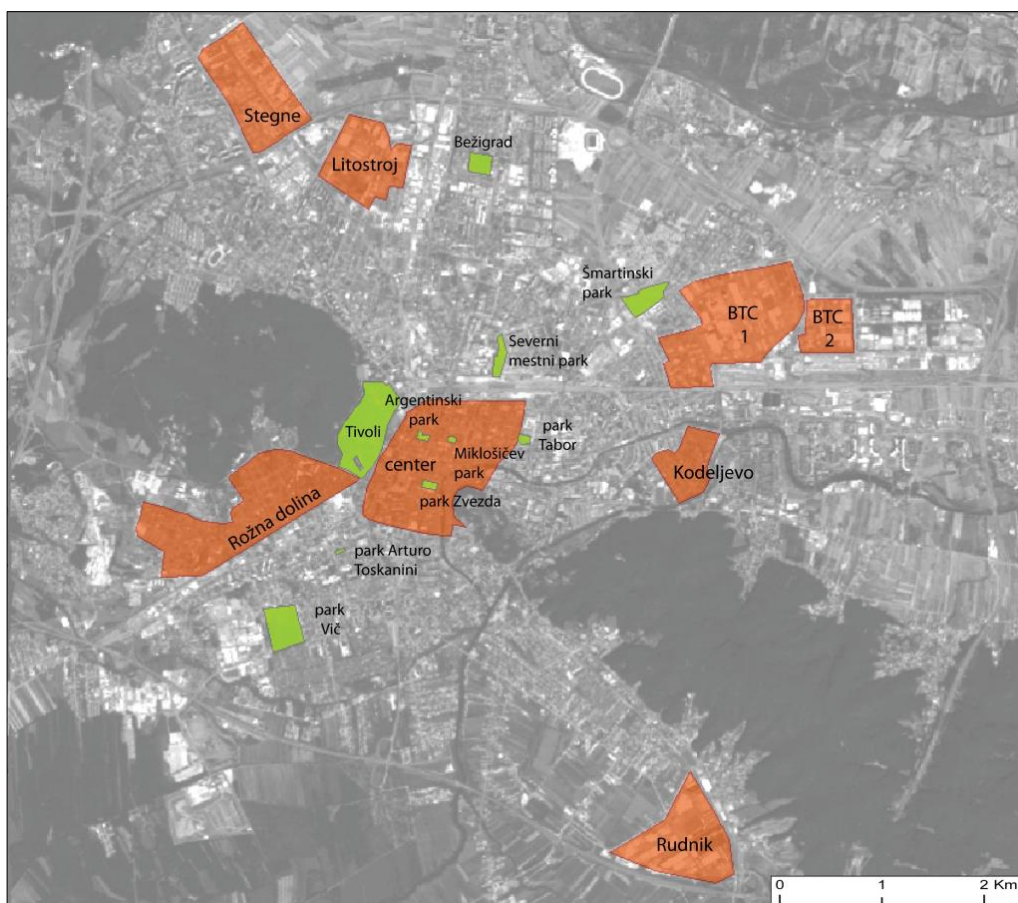 Stegne
Litostroj
Bežigrad
Šmartinski
park
BTC
1
BTC
2
Severni
mestni park
Argentinski
park
Tivoli
center
Miklošičev
park
park
Tabor
park Zvezda
Kodeljevo
Rožna dolina
park Arturo
Toskanini
park
Vič
Rudnik
0 1 2 Km